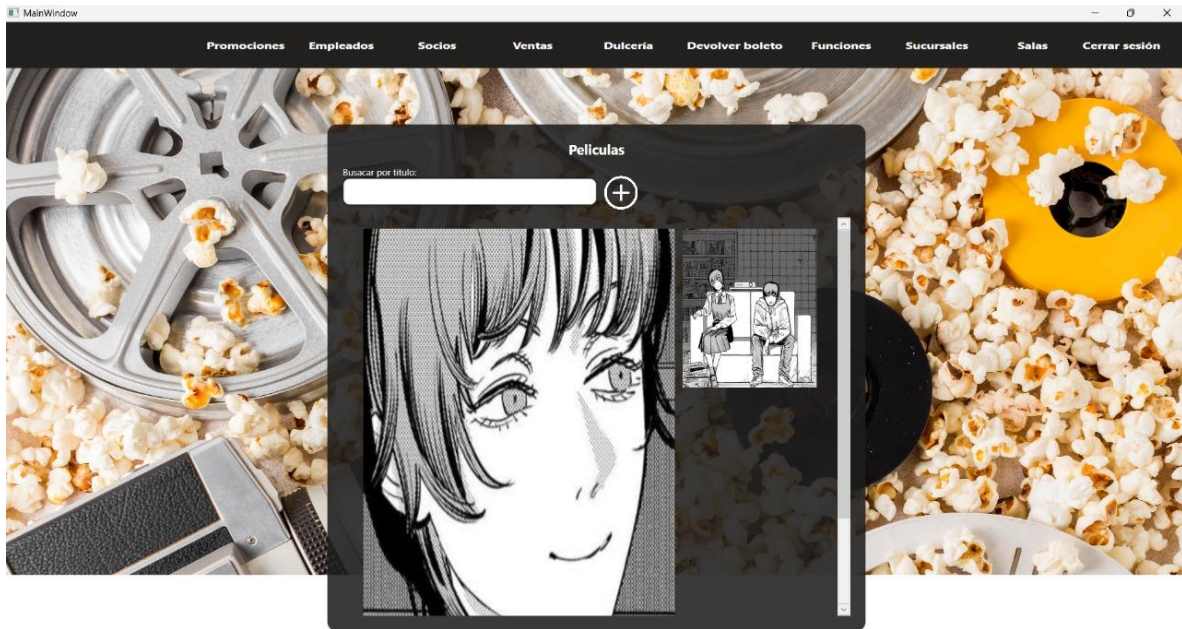 MainWindow
Promociones Empleados Socios Ventas Dulcería Devolver boleto Funciones Sucursales Salas Cerrar sesión
Peliculas
Busacar por titulo: